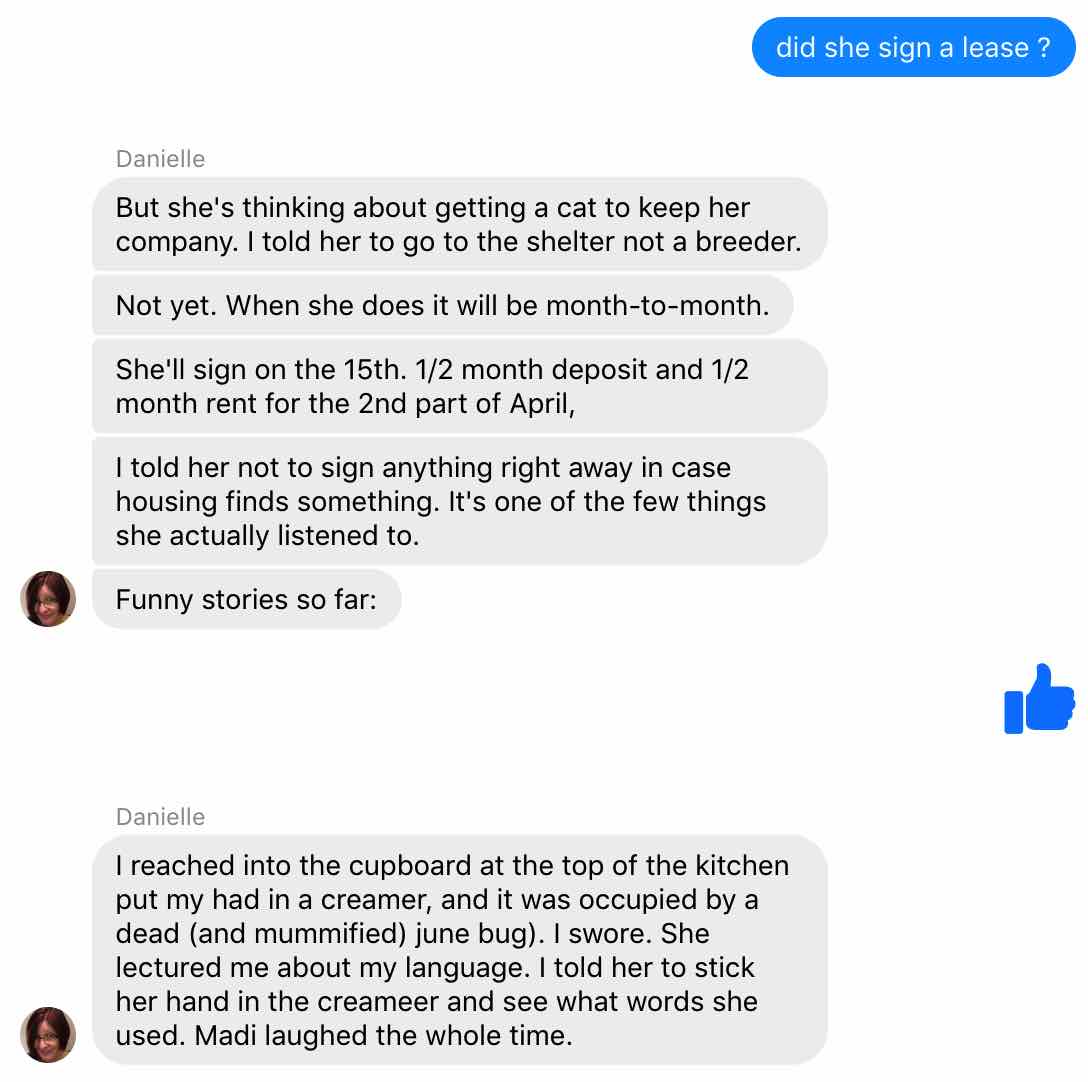 did she sign a lease ?
Danielle
But she's thinking about getting a cat to keep her
company. I told her to go to the shelter not a breeder.
Not yet. When she does it will be month-to-month.
She'll sign on the 15th. 1/2 month deposit and 1/2
month rent for the 2nd part of April,
I told her not to sign anything right away in case
housing finds something. It's one of the few things
she actually listened to.
Funny stories so far:
Danielle
I reached into the cupboard at the top of the kitchen
put my had in a creamer, and it was occupied by a
dead (and mummified) june bug). I swore. She
lectured me about my language. I told her to stick
her hand in the creameer and see what words she
used. Madi laughed the whole time.